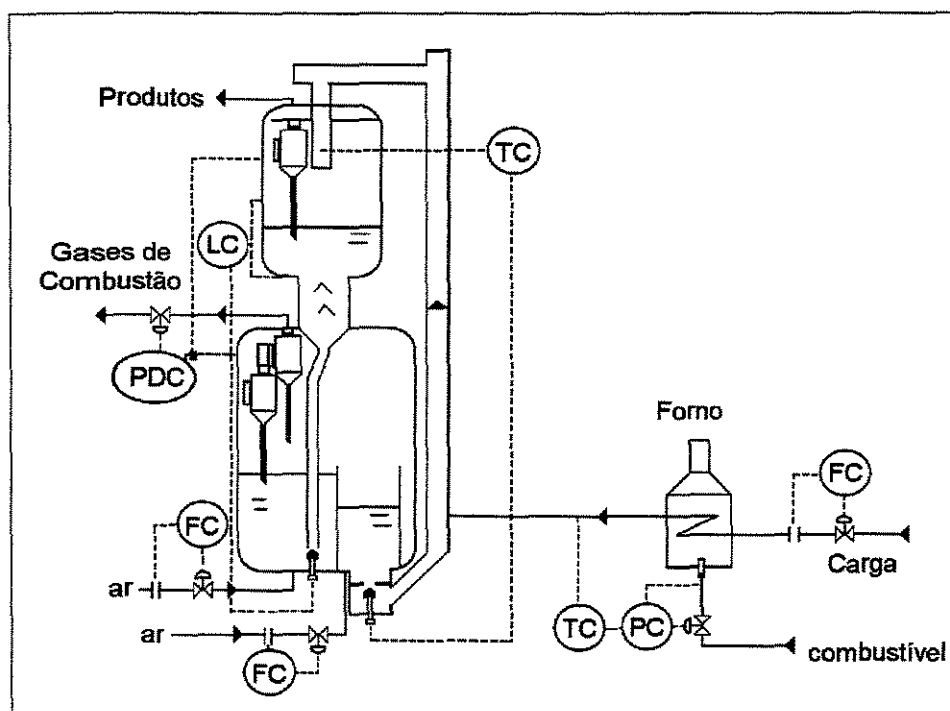 Produtos
TC
LC
Gases de
Combustão
PDC
Forno
FC
FC
Carga
ar
ar
TC
PC
FC
combustível